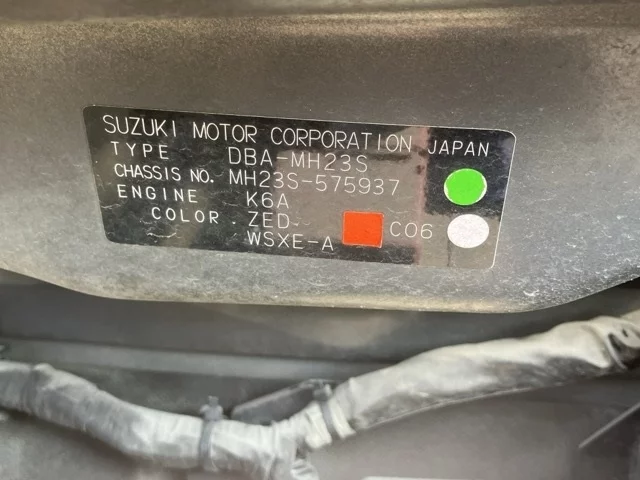 SUZUKI MOTOR CORPORATION JAPAN
TYPE DBA-MH23S
CHASSIS NO. MH23S-575937
ENGINE K6A
COLOR. ZED C06
WSXE-A